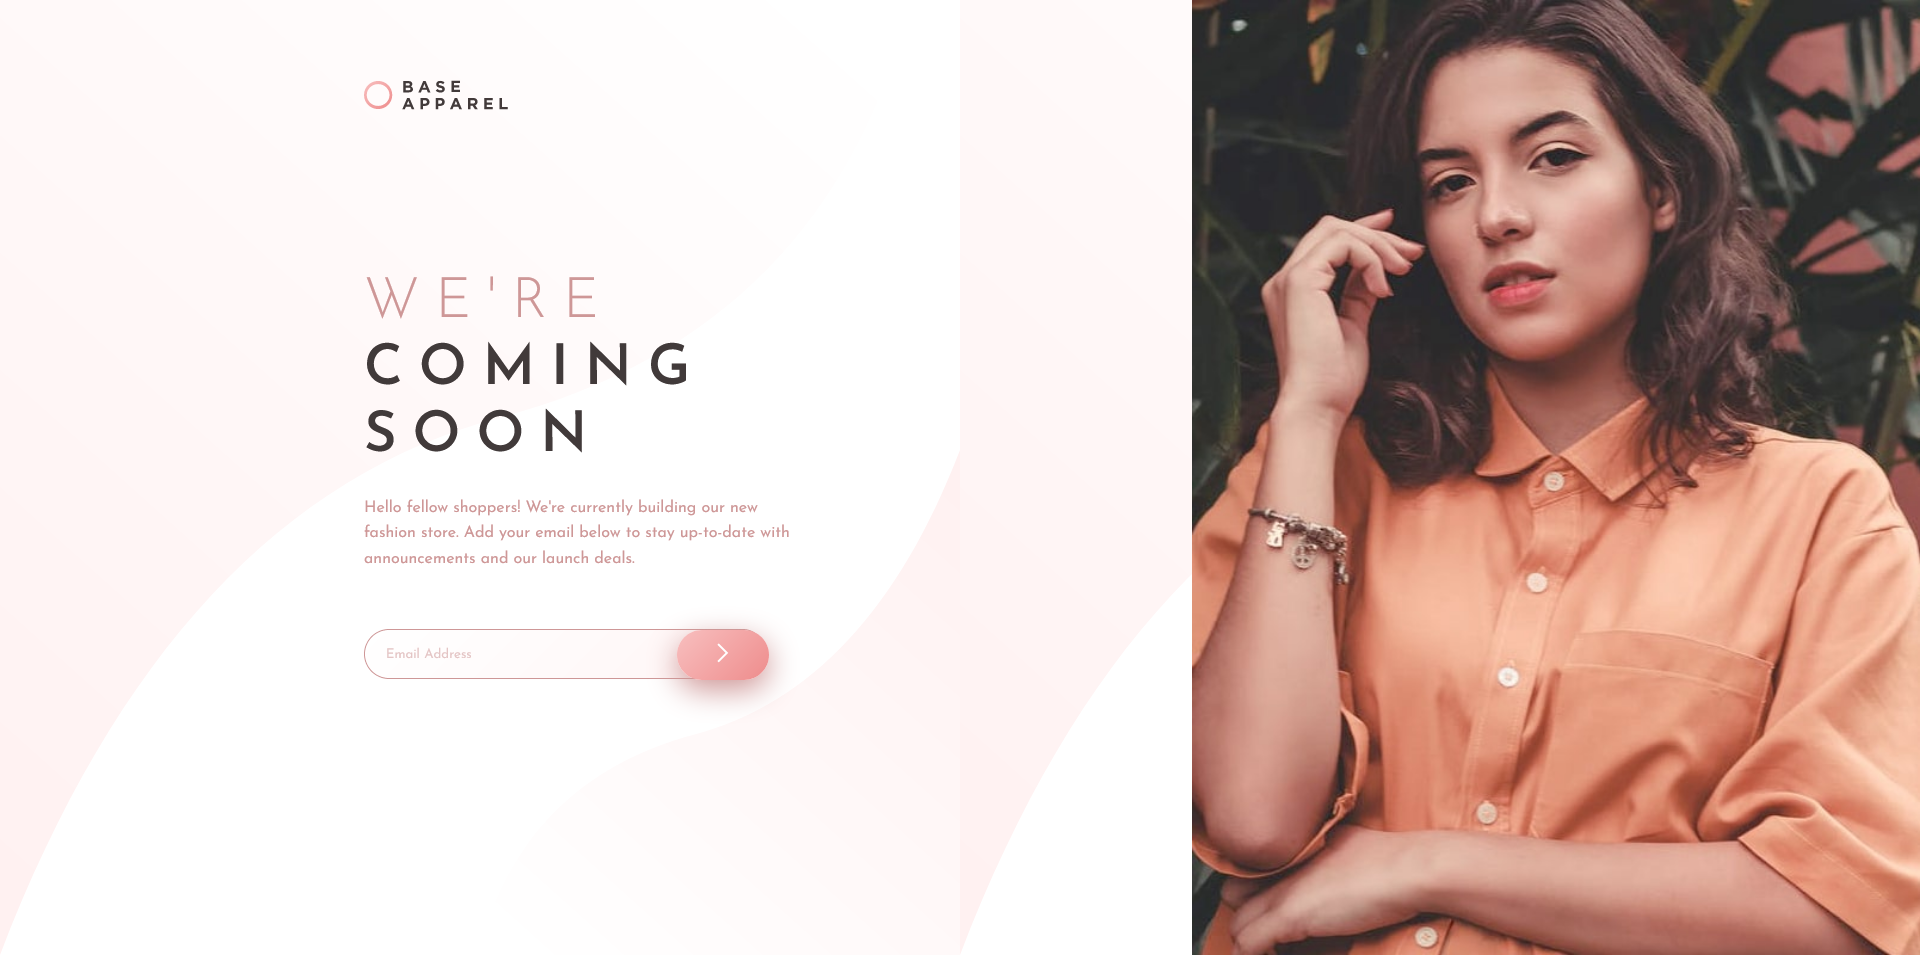 BASE
APPAREL
WE'RE
COMING
SOON
Hello fellow shoppers! We're currently building our new
fashion store. Add your email below to stay up-to-date with
announcements and our launch deals.
Email Address